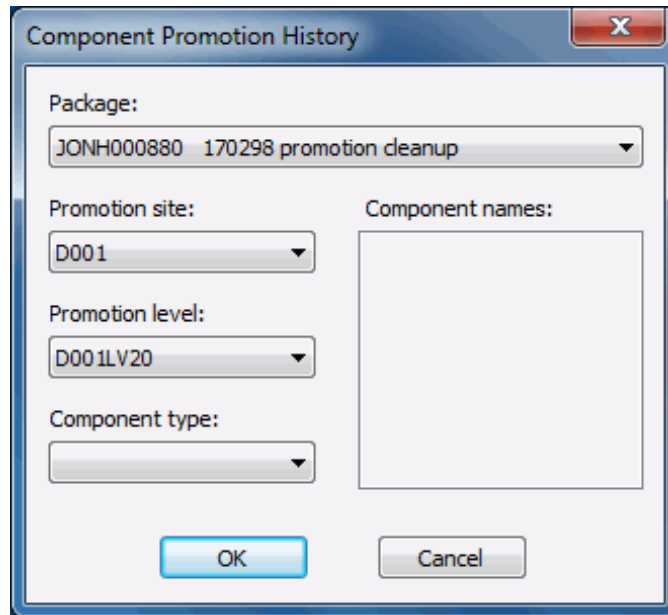 Component Promotion History
Package:
JONH000880 170298 promotion cleanup
Promotion site:
D001
Component names:
Promotion level:
D001LV20
Component type:
OK
Cancel